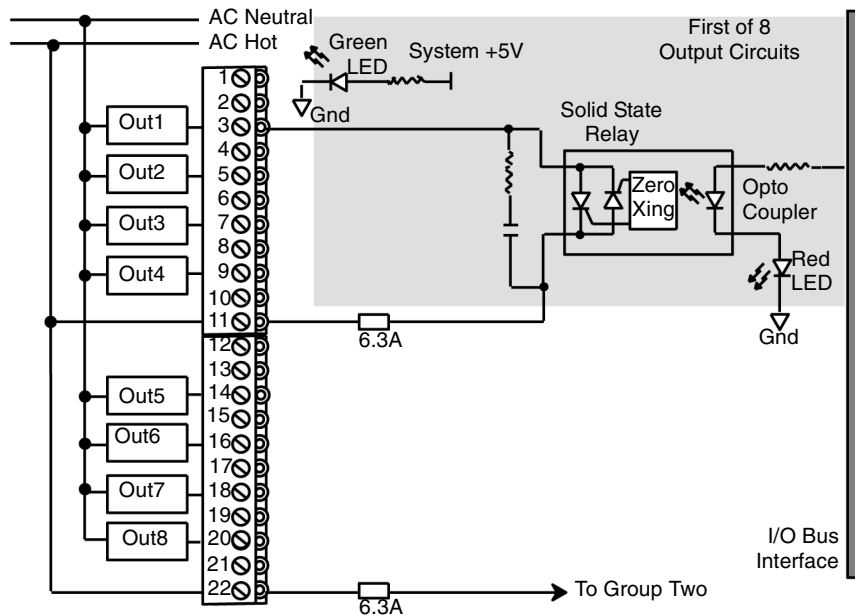 AC Neutral
AC Hot
First of 8
Output Circuits
Green
LED
System +5V
Gnd
Solid State
Relay
Zero
Xing
Opto
Coupler
Red
LED
Gnd
1
2
Out1
3
4
Out2
5
6
Out3
7
8
Out4
9
10
11
6.3A
12
13
Out5
14
15
Out6
16
17
Out7
18
19
Out8
20
21
22
6.3A
To Group Two
I/O Bus
Interface